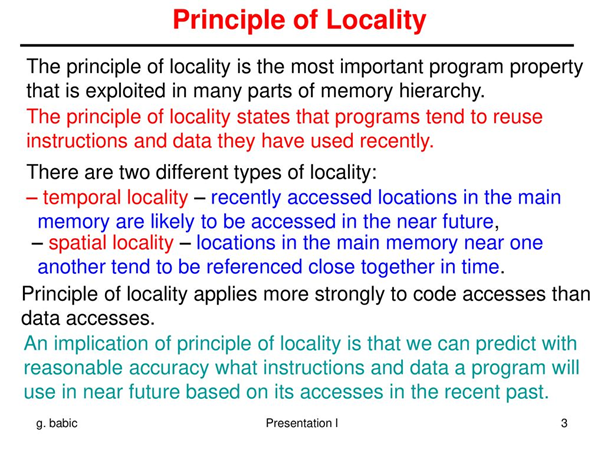 Principle of Locality
The principle of locality is the most important program property
that is exploited in many parts of memory hierarchy.
The principle of locality states that programs tend to reuse
instructions and data they have used recently.
There are two different types of locality:
– temporal locality – recently accessed locations in the main
memory are likely to be accessed in the near future,
– spatial locality – locations in the main memory near one
another tend to be referenced close together in time.
Principle of locality applies more strongly to code accesses than
data accesses.
An implication of principle of locality is that we can predict with
reasonable accuracy what instructions and data a program will
use in near future based on its accesses in the recent past.
g. babic Presentation I 3